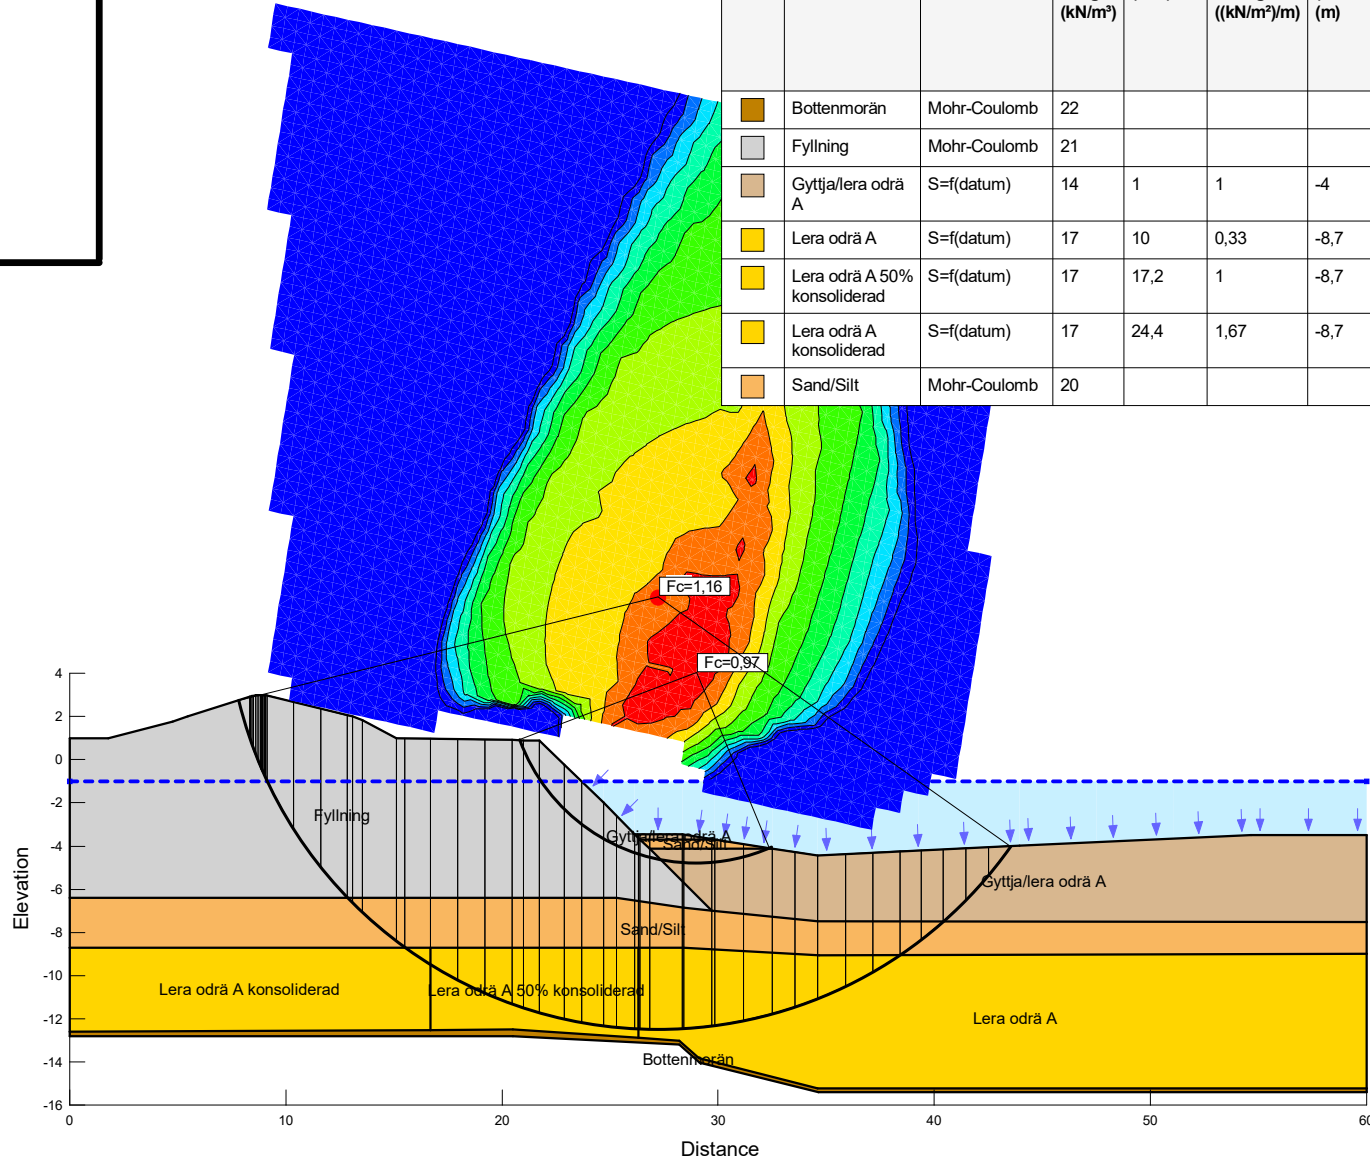 (kN/m³) ((kN/m²)/m) (m)
Bottenmorän Mohr-Coulomb 22
Fyllning Mohr-Coulomb 21
Gyttja/lera odrä S=f(datum) 14 1 1 -4
A
Lera odrä A S=f(datum) 17 10 0,33 -8,7
Lera odrä A 50% S=f(datum) 17 17,2 1 -8,7
konsoliderad
Lera odrä A S=f(datum) 17 24,4 1,67 -8,7
konsoliderad
Sand/Silt Mohr-Coulomb 20
Fc=1,16
Fc=0,97
4
2
0
-2
-4
-6
-8
-10
-12
-14
-16
Elevation
Fyllning
Gyttja/lera odrä A
Sand/Silt
Gyttja/lera odrä A
Sand/Silt
Lera odrä A konsoliderad
Lera odrä A 50% konsoliderad
Lera odrä A
Bottenmorän
0 10 20 30 40 50 60
Distance